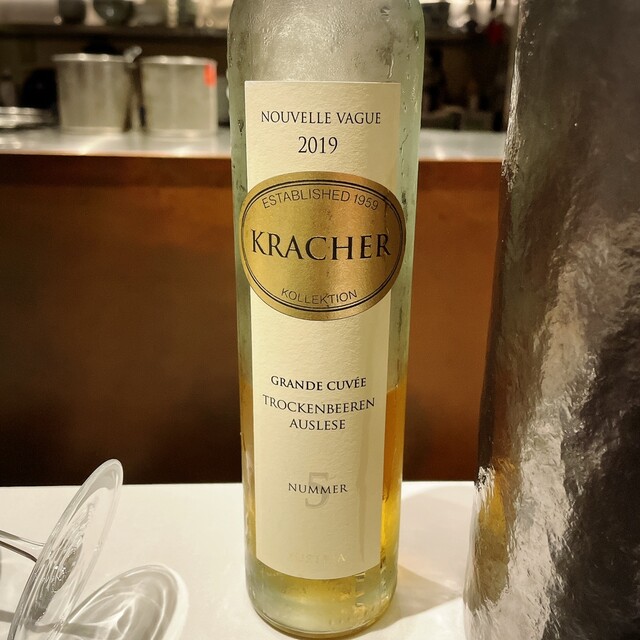 NOUVELLE VAGUE
2019
ESTABLISHED 1959
KRACHER
KOLLEKTION
GRANDE CUVÉE
TROCKENBEEREN
AUSLESE
NUMMER
5